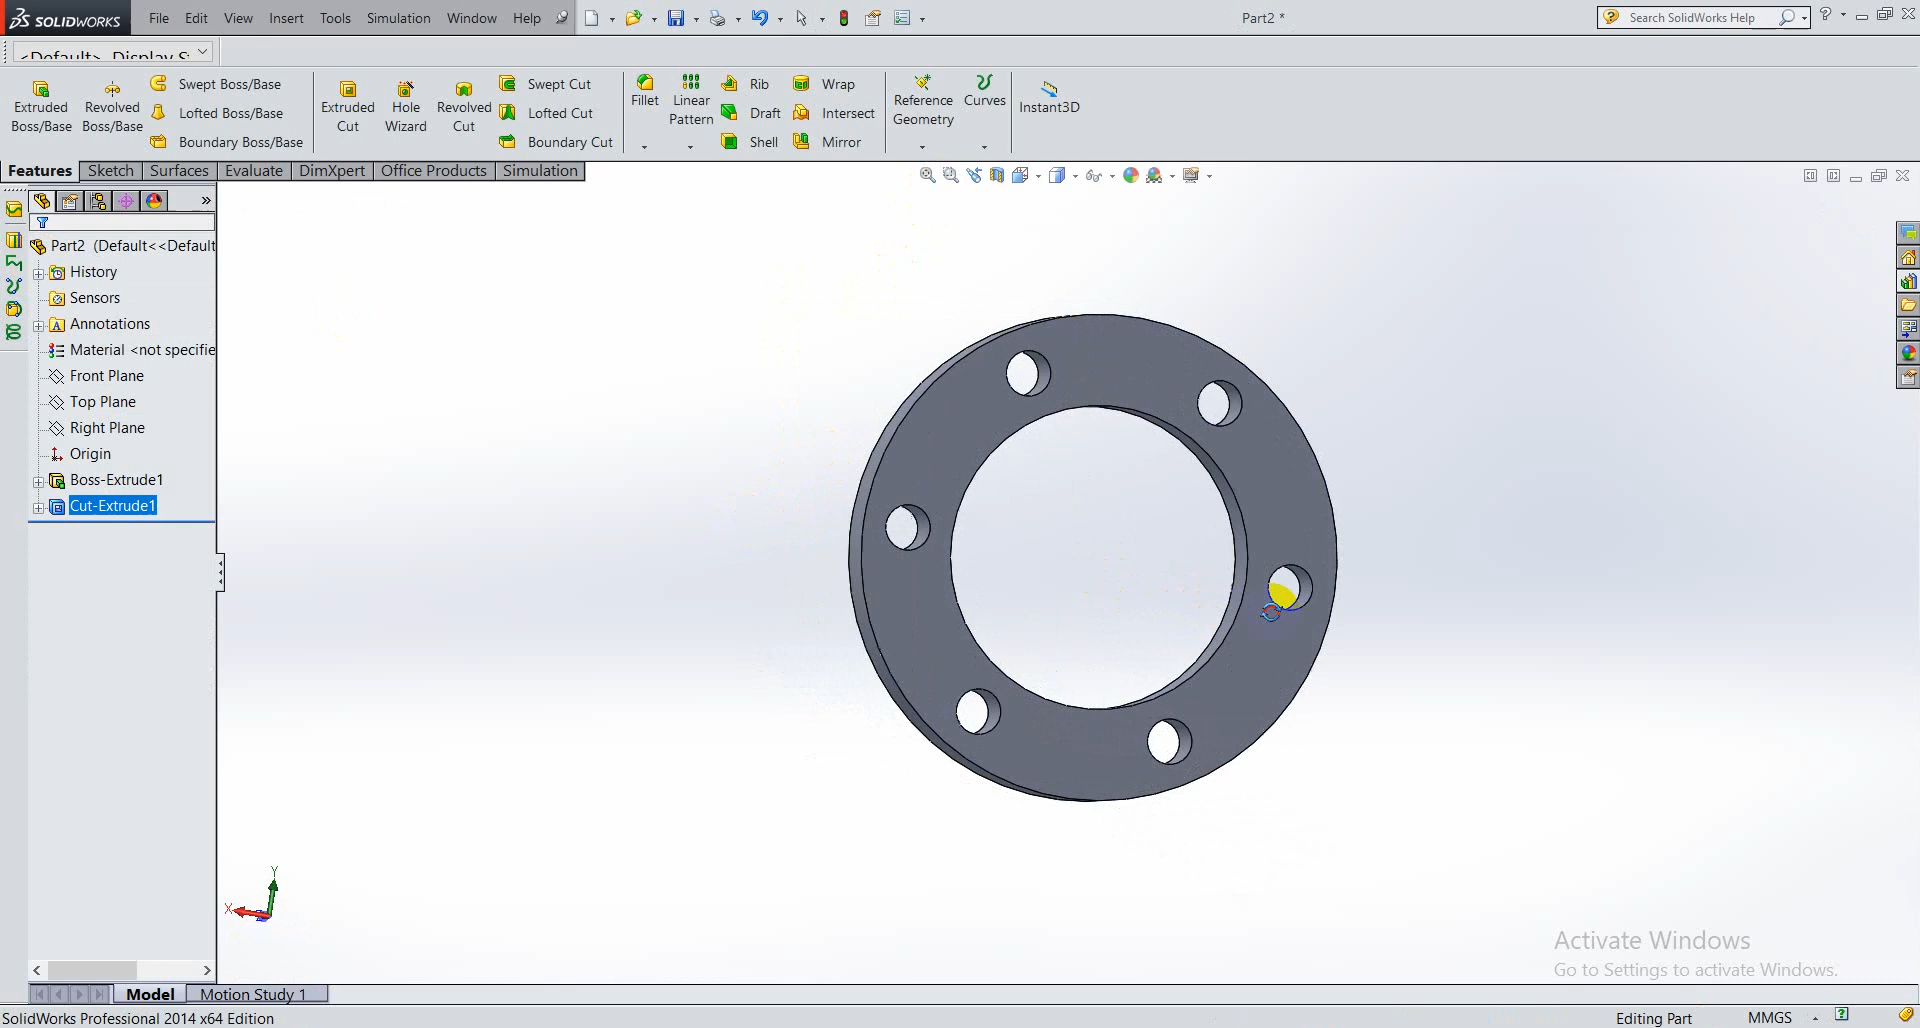 SOLIDWORKS File Edit View Insert Tools Simulation Window Help Part2 * Search SolidWorks Help
<Default>_Display S
Extruded Boss/Base
Revolved Boss/Base
Swept Boss/Base
Lofted Boss/Base
Boundary Boss/Base
Extruded Cut
Hole Wizard
Revolved Cut
Swept Cut
Lofted Cut
Boundary Cut
Fillet
Linear Pattern
Rib
Draft
Shell
Wrap
Intersect
Mirror
Reference Geometry
Curves
Instant3D
Features Sketch Surfaces Evaluate DimXpert Office Products Simulation
Part2 (Default<<Default
History
Sensors
Annotations
Material <not specifie
Front Plane
Top Plane
Right Plane
Origin
Boss-Extrude1
Cut-Extrude1
Y
X
Activate Windows
Go to Settings to activate Windows.
Model Motion Study 1
SolidWorks Professional 2014 x64 Edition Editing Part MMGS